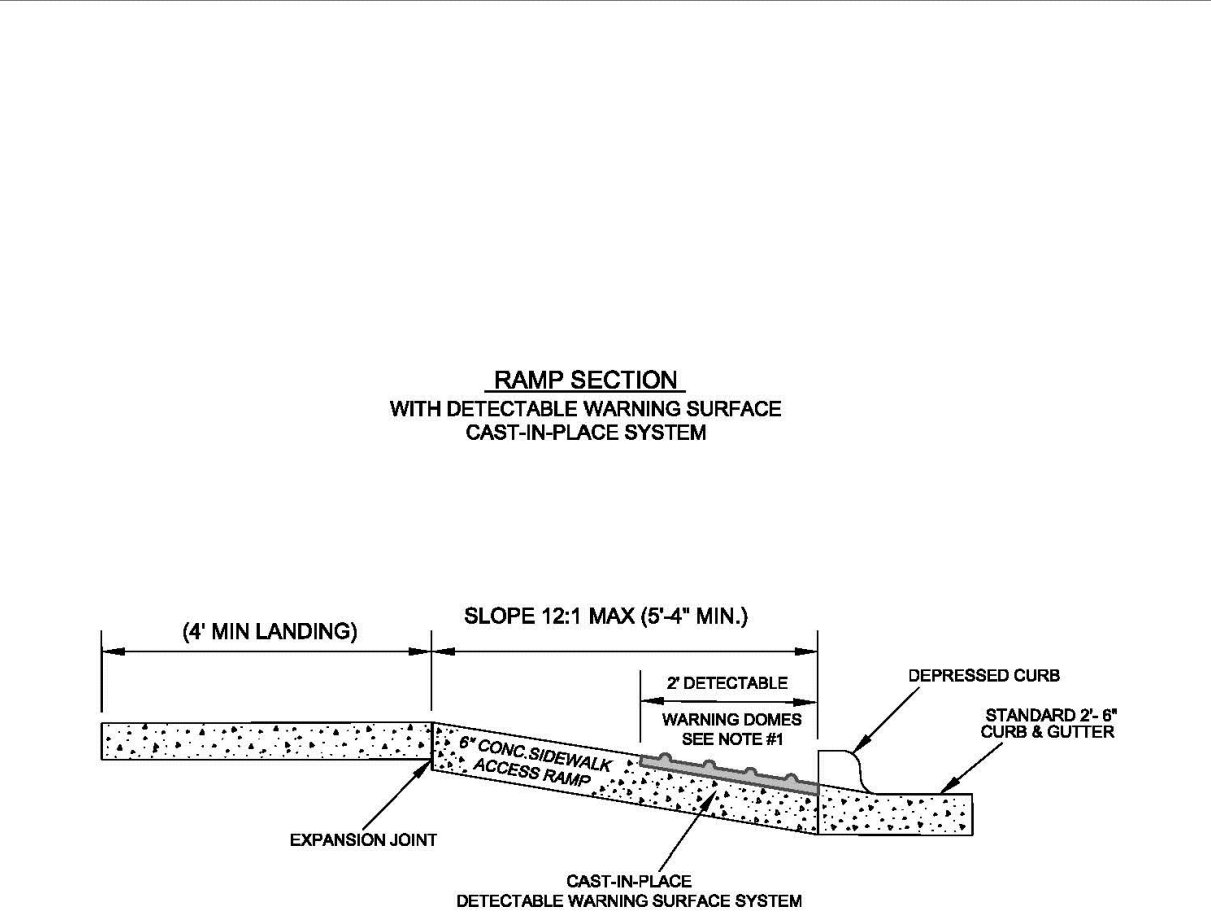 RAMP SECTION
WITH DETECTABLE WARNING SURFACE
CAST-IN-PLACE SYSTEM
(4' MIN LANDING)
SLOPE 12:1 MAX (5'-4" MIN.)
2' DETECTABLE
WARNING DOMES
SEE NOTE #1
DEPRESSED CURB
STANDARD 2'- 6"
CURB & GUTTER
6" CONC.SIDEWALK
ACCESS RAMP
EXPANSION JOINT
CAST-IN-PLACE
DETECTABLE WARNING SURFACE SYSTEM